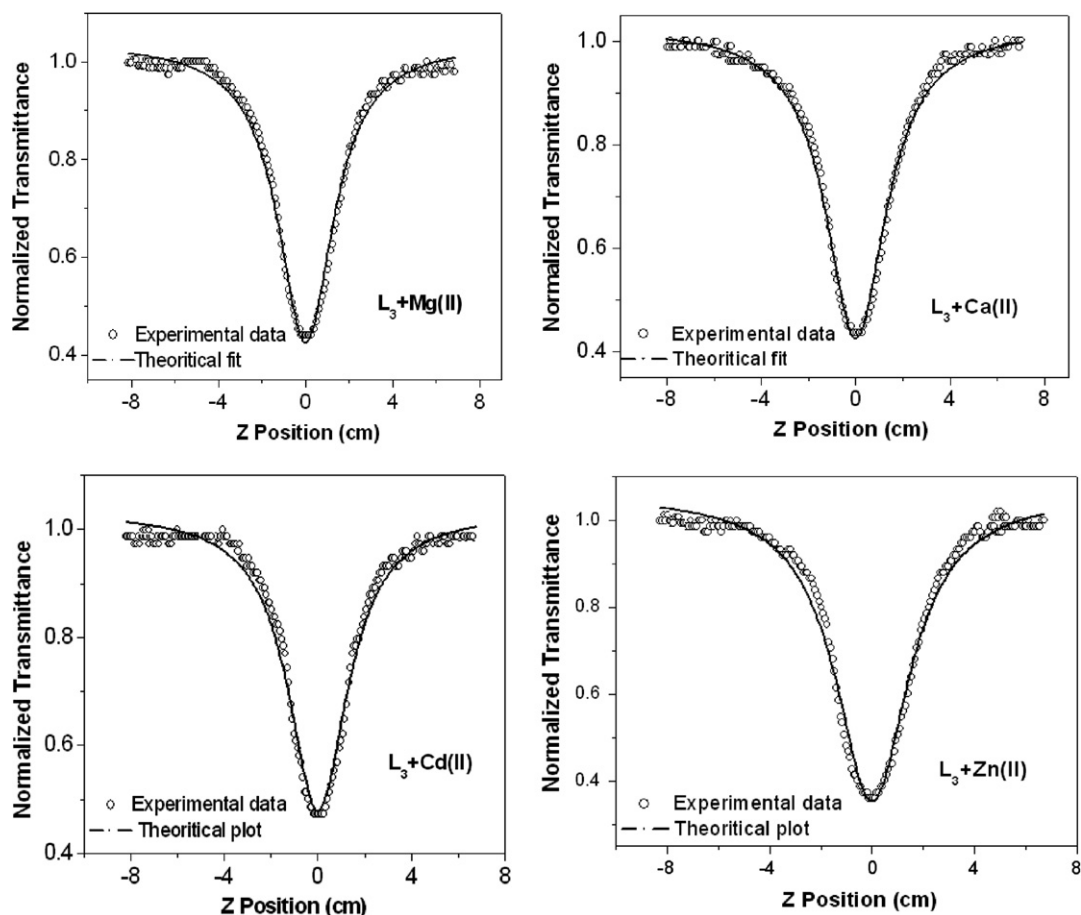 1.0
0.8
0.6
0.4
Normalized Transmittance
L3+Mg(II)
Experimental data
Theoritical fit
-8 -4 0 4 8
Z Position (cm)
1.0
0.8
0.6
0.4
Normalized Transmittance
L3+Ca(II)
Experimental data
Theoritical fit
-8 -4 0 4 8
Z Position (cm)
1.0
0.8
0.6
0.4
Normalized Transmittance
L3+Cd(II)
Experimental data
Theoritical plot
-8 -4 0 4 8
Z Position (cm)
1.0
0.8
0.6
0.4
Normalized Transmittance
L3+Zn(II)
Experimental data
Theoritical plot
-8 -4 0 4 8
Z Position (cm)